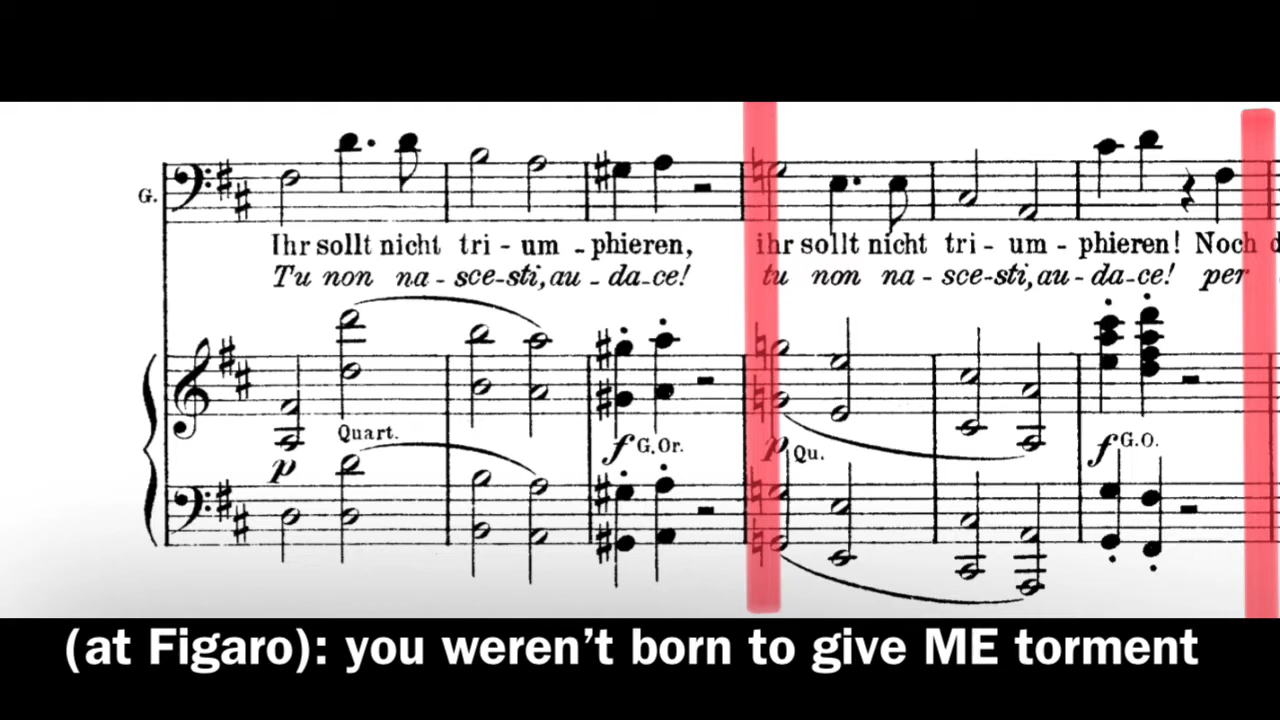 G.
Ihr sollt nicht tri - um - phieren, ihr sollt nicht tri - um - phieren! Noch
Tu non na - sce-sti, au - da-ce! tu non na - sce-sti, au - da-ce! per
Quart.
p f G.Or. p Qu. f G.O.
(at Figaro): you weren't born to give ME torment